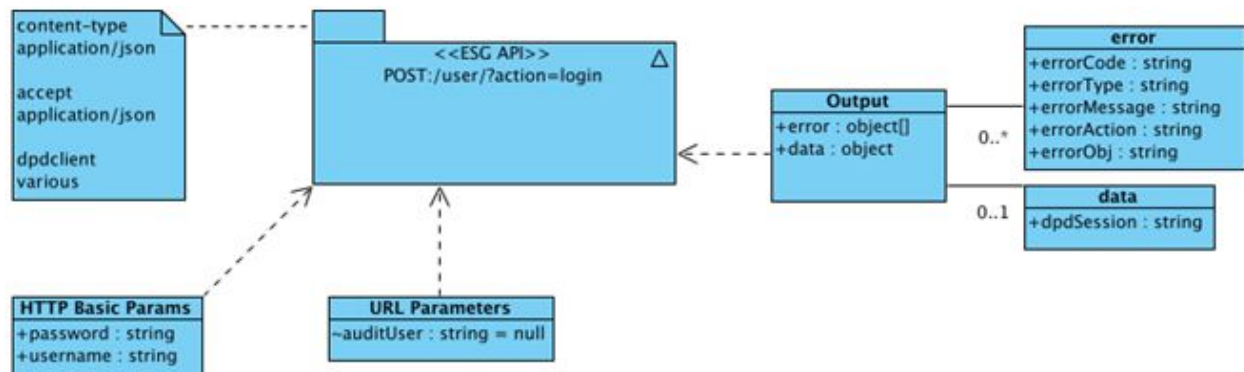 content-type
application/json
accept
application/json
dpdclient
various
<<ESG API>>
POST:/user/?action=login
Output
+error : object[]
+data : object
error
+errorCode : string
+errorType : string
+errorMessage : string
+errorAction : string
+errorObj : string
0..*
data
+dpdSession : string
0..1
HTTP Basic Params
+password : string
+username : string
URL Parameters
~auditUser : string = null